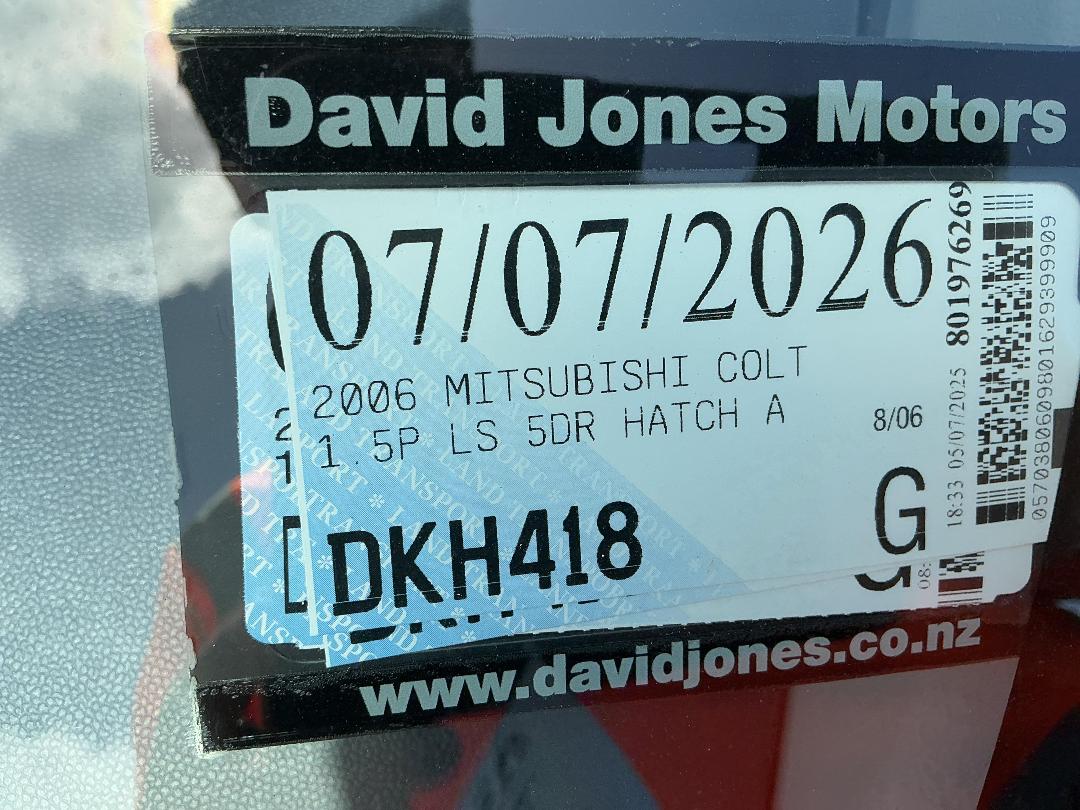 David Jones Motors
07/07/2026
2006 MITSUBISHI COLT
1.5P LS 5DR HATCH A
8/06
DKH418
G
801976269
18:33 05/07/2025
0570380609801629399909
www.davidjones.co.nz